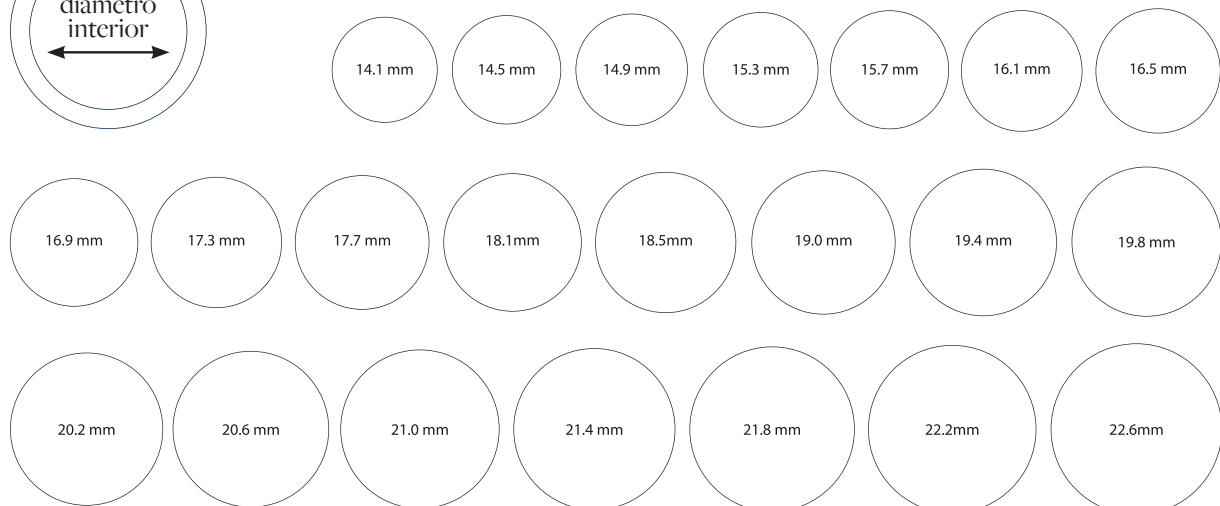 diámetro
interior
14.1 mm
14.5 mm
14.9 mm
15.3 mm
15.7 mm
16.1 mm
16.5 mm
16.9 mm
17.3 mm
17.7 mm
18.1mm
18.5mm
19.0 mm
19.4 mm
19.8 mm
20.2 mm
20.6 mm
21.0 mm
21.4 mm
21.8 mm
22.2mm
22.6mm